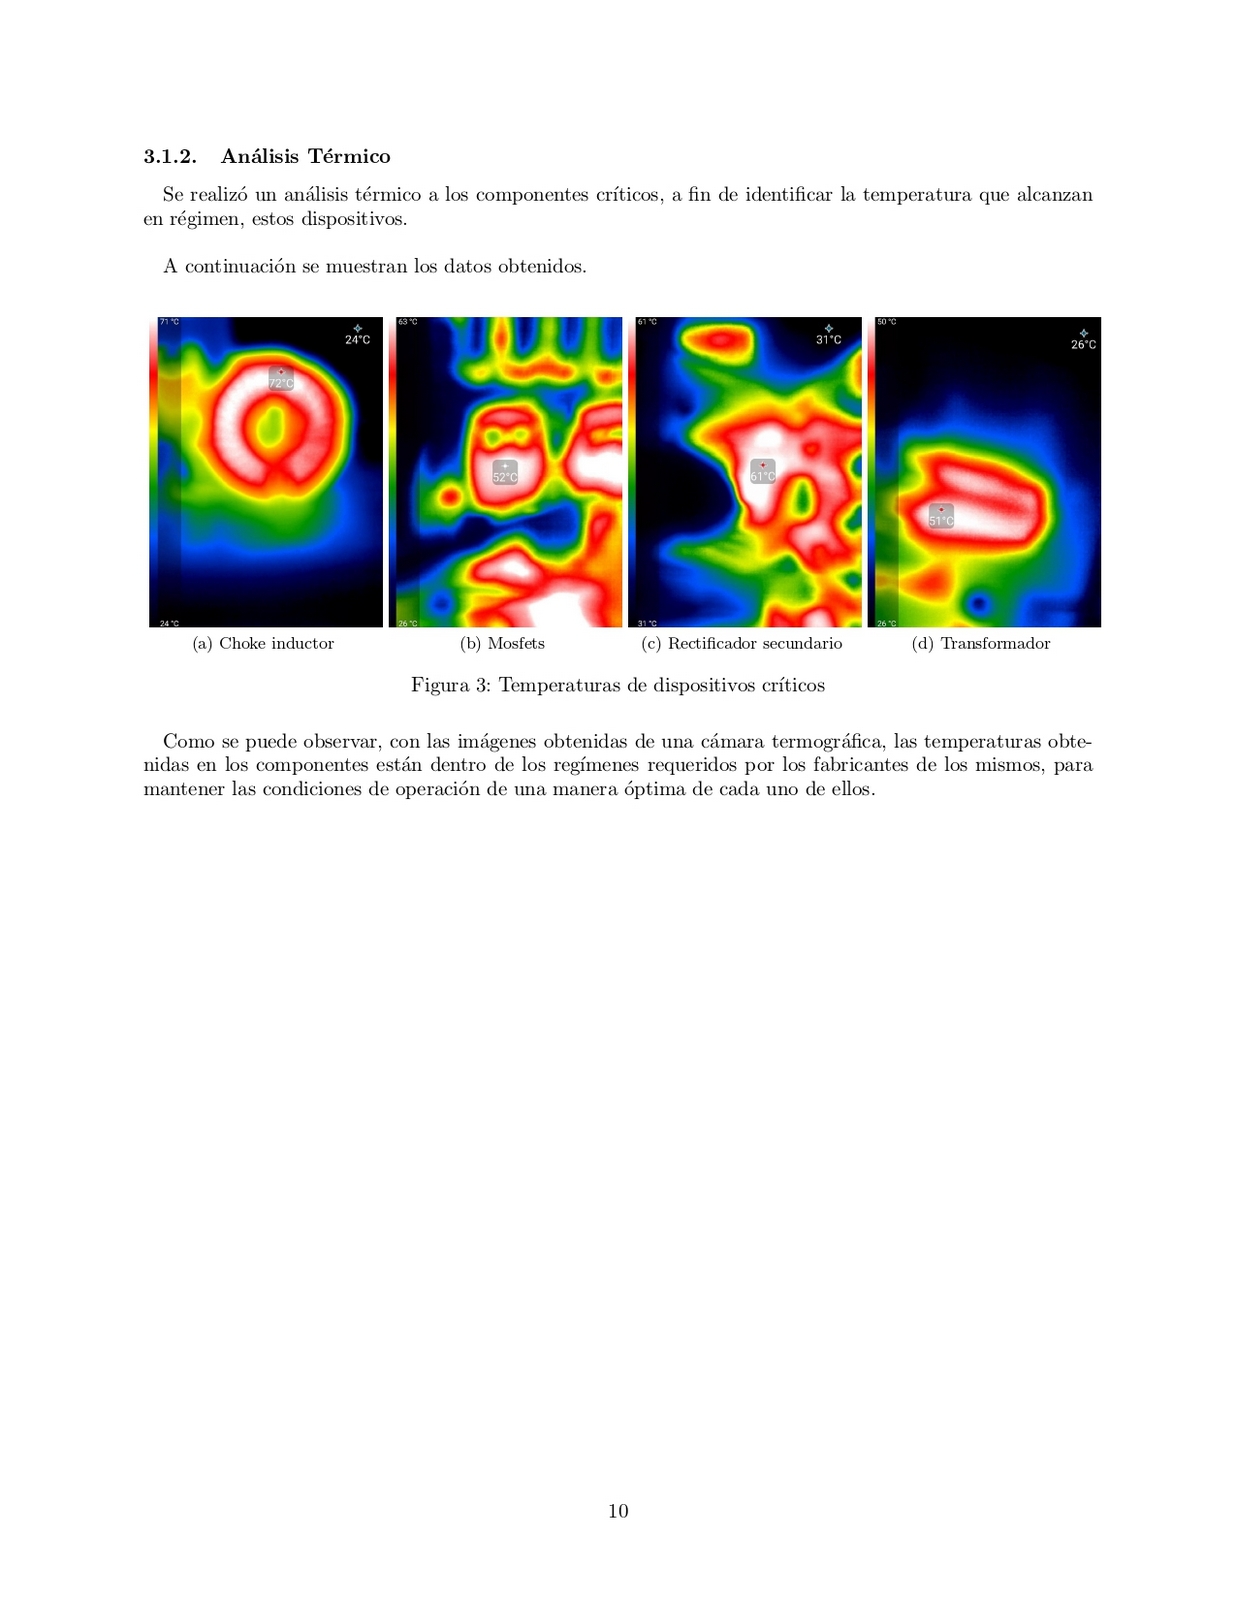 3.1.2. Análisis Térmico
Se realizó un análisis térmico a los componentes críticos, a fin de identificar la temperatura que alcanzan
en régimen, estos dispositivos.
A continuación se muestran los datos obtenidos.
71 °C
24°C
72°C
24 °C
63 °C
52°C
26 °C
61 °C
31°C
61°C
31 °C
50 °C
26°C
51°C
26 °C
(a) Choke inductor
(b) Mosfets
(c) Rectificador secundario
(d) Transformador
Figura 3: Temperaturas de dispositivos críticos
Como se puede observar, con las imágenes obtenidas de una cámara termográfica, las temperaturas obte-
nidas en los componentes están dentro de los regímenes requeridos por los fabricantes de los mismos, para
mantener las condiciones de operación de una manera óptima de cada uno de ellos.
10